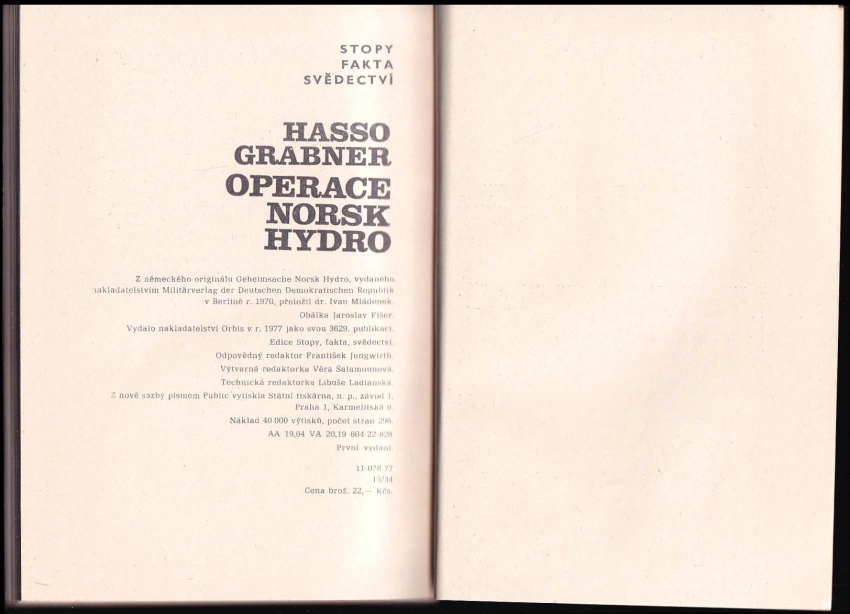 STOPY
FAKTA
SVĚDECTVÍ
HASSO
GRABNER
OPERACE
NORSK
HYDRO
Z německého originálu Geheimsache Norsk Hydro, vydaného
nakladatelstvím Militärverlag der Deutschen Demokratischen Republik
v Berlíně r. 1970, přeložil dr. Ivan Mládenek.
Obálka Jaroslav Fišer.
Vydalo nakladatelství Orbis v r. 1977 jako svou 3629. publikaci.
Edice Stopy, fakta, svědectví.
Odpovědný redaktor František Jungwirth.
Výtvarná redaktorka Věra Šalamounová.
Technická redaktorka Libuše Ladianská.
Z nové sazby písmem Public vytiskla Státní tiskárna, n. p., závod 1,
Praha 1, Karmelitská 6.
Náklad 40 000 výtisků, počet stran 296.
AA 19,64 VA 20,19 604-22-826
První vydání.
11-076-77
13/34
Cena brož. 22,— Kčs.